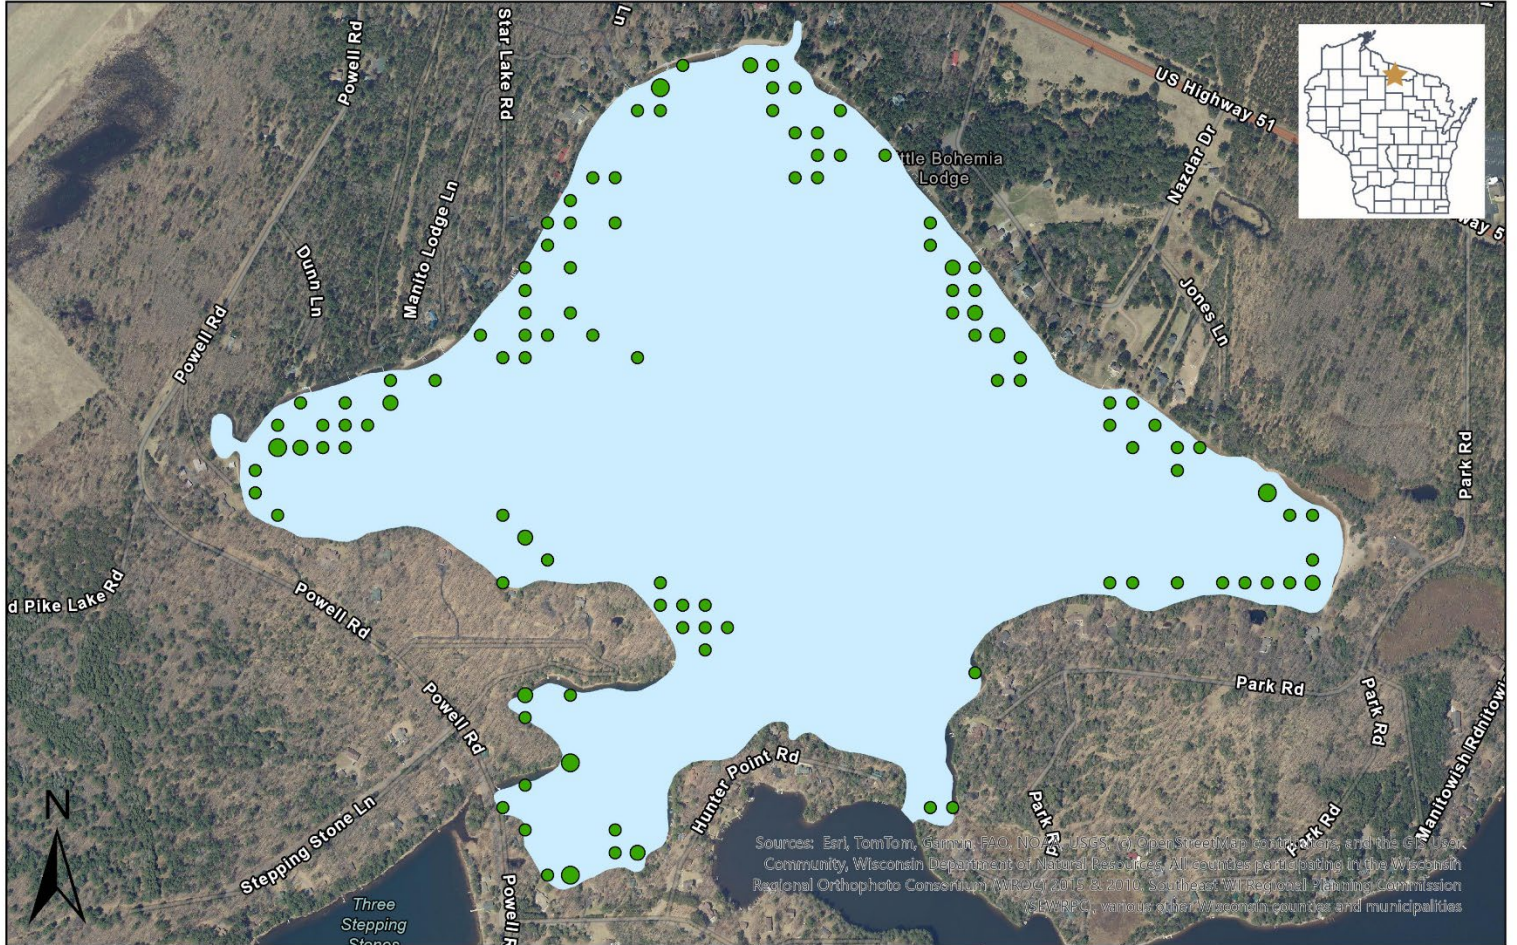 Powell Rd
Star Lake Rd
Ln
US Highway 51
Nazdar Dr
ttle Bohemia
Lodge
way 5
Manito Lodge Ln
Dunn Ln
Jones Ln
Powell Rd
Park Rd
d Pike Lake Rd
Powell Rd
Park Rd
Park Rd
Powell Rd
Manitowish Rd
nitowi
Hunter Point Rd
N
Stepping Stone Ln
Park Rd
Park Rd
Powell R
Three
Stepping
Stones
Sources: Esri, TomTom, Garmin, FAO, NOAA, USGS, (c) OpenStreetMap contributors, and the GIS User
Community, Wisconsin Department of Natural Resources, All counties participating in the Wisconsin
Regional Orthophoto Consortium (WROC) 2015 & 2010, Southeast WI Regional Planning Commission
(SEWRPC), various other Wisconsin counties and municipalities